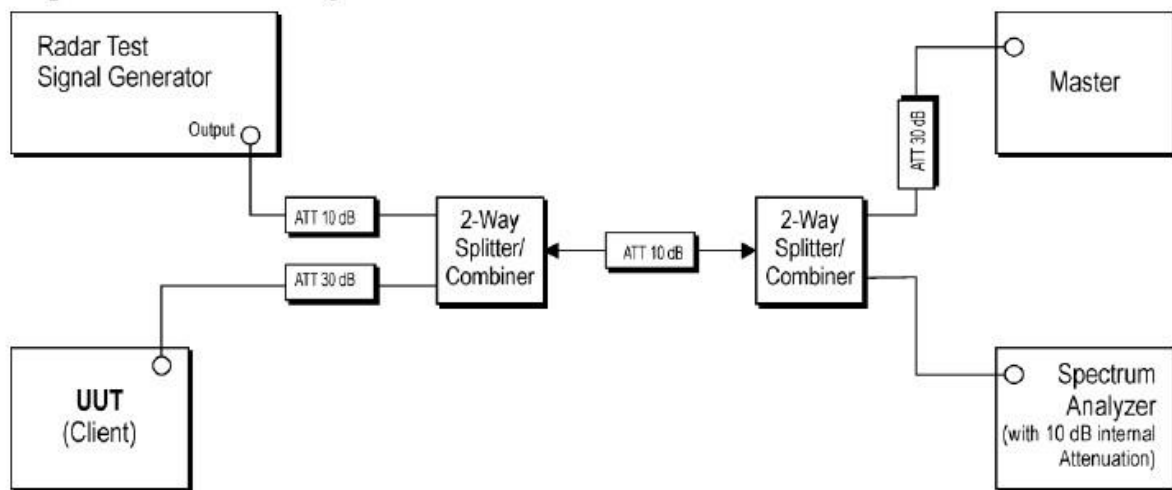 Radar Test
Signal Generator
Output
ATT 10 dB
2-Way
Splitter/
Combiner
ATT 30 dB
ATT 10 dB
2-Way
Splitter/
Combiner
ATT 30 dB
Master
UUT
(Client)
Spectrum
Analyzer
(with 10 dB internal
Attenuation)